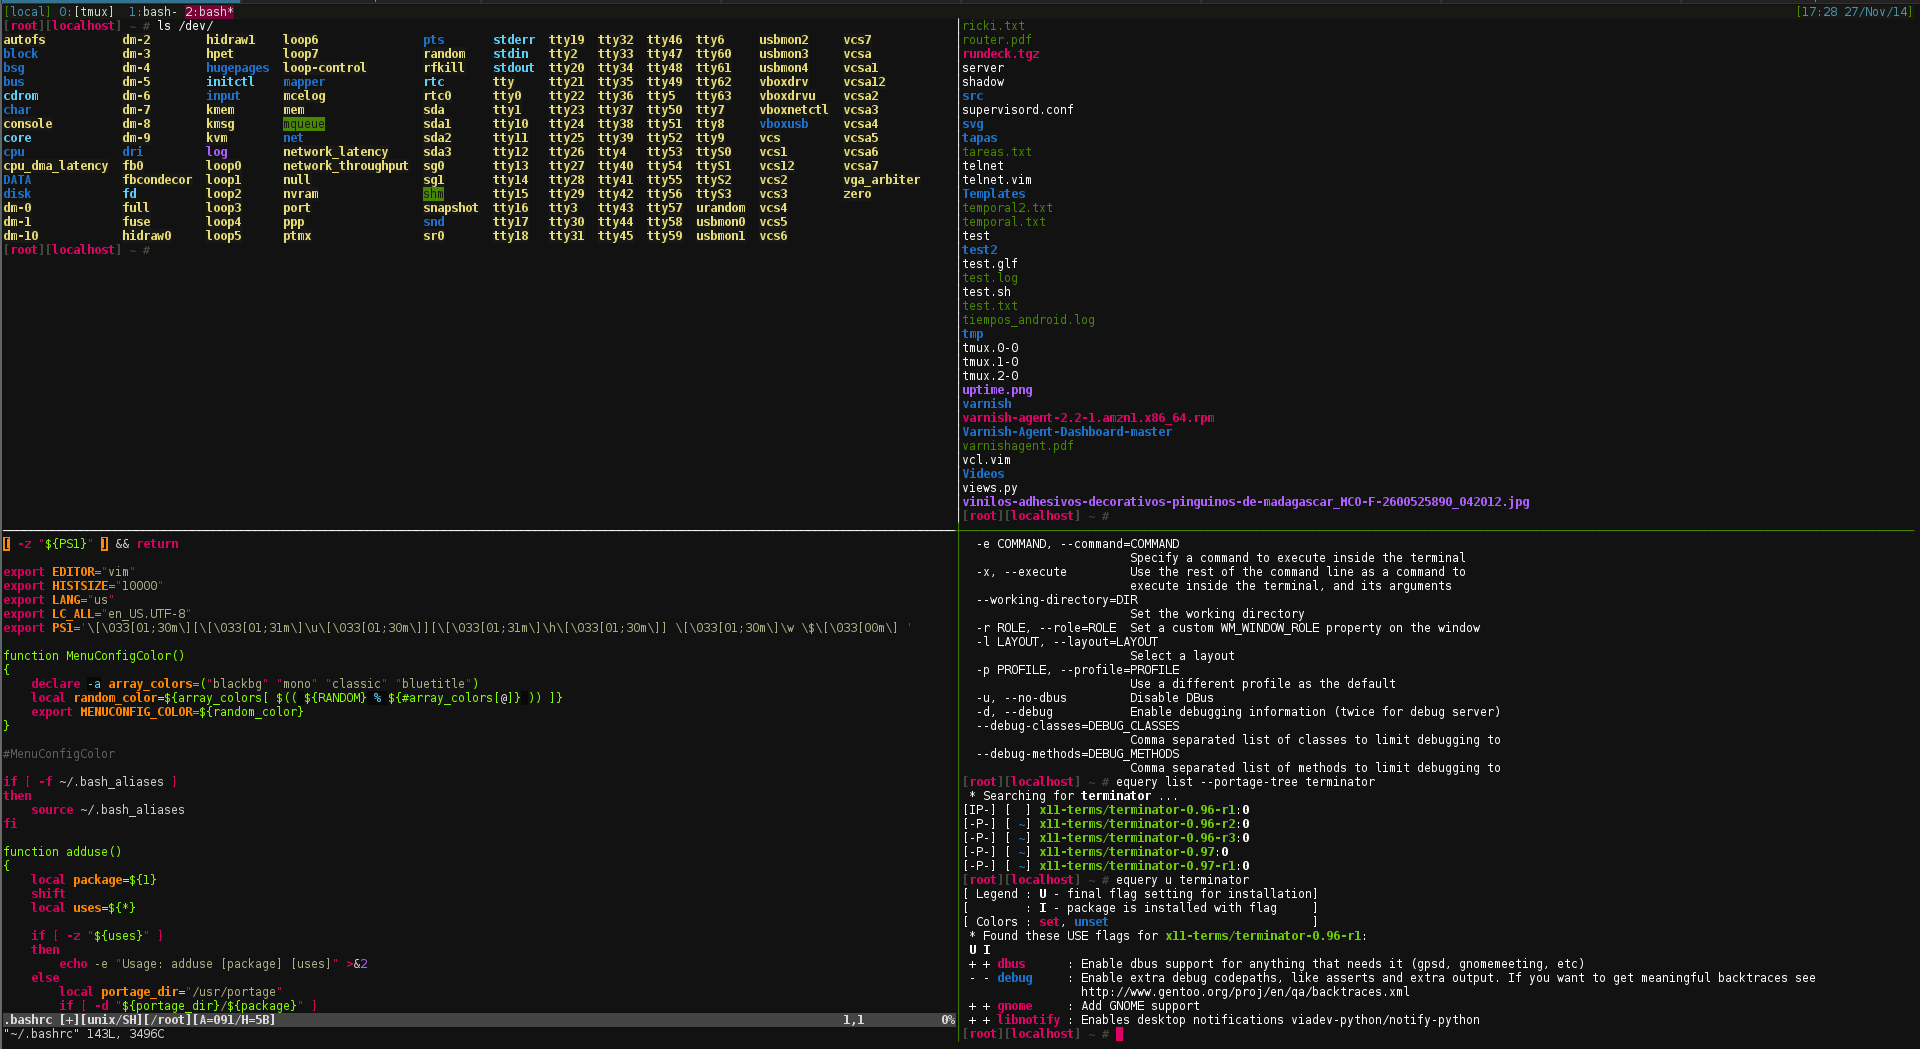 [local] 0:[tmux]  1:bash- 2:bash*  [17:28 27/Nov/14]
[root][localhost] ~ # ls /dev/
autofs dm-2 hidraw1 loop6 pts stderr tty19 tty32 tty46 tty6 usbmon2 vcs7
block dm-3 hpet loop7 random stdin tty2 tty33 tty47 tty60 usbmon3 vcsa
bsg dm-4 hugepages loop-control rfkill stdout tty20 tty34 tty48 tty61 usbmon4 vcsa1
bus dm-5 initctl mapper rtc tty tty21 tty35 tty49 tty62 vboxdrv vcsa12
cdrom dm-6 input mcelog rtc0 tty0 tty22 tty36 tty5 tty63 vboxdrvu vcsa2
char dm-7 kmem mem sda tty1 tty23 tty37 tty50 tty7 vboxnetctl vcsa3
console dm-8 kmsg mqueue sda1 tty10 tty24 tty38 tty51 tty8 vboxusb vcsa4
core dm-9 kvm net sda2 tty11 tty25 tty39 tty52 tty9 vcs vcsa5
cpu dri log network_latency sda3 tty12 tty26 tty4 tty53 ttyS0 vcs1 vcsa6
cpu_dma_latency fb0 loop0 network_throughput sg0 tty13 tty27 tty40 tty54 ttyS1 vcs12 vcsa7
DATA fbcondecor loop1 null sg1 tty14 tty28 tty41 tty55 ttyS2 vcs2 vga_arbiter
disk fd loop2 nvram shm tty15 tty29 tty42 tty56 ttyS3 vcs3 zero
dm-0 full loop3 port snapshot tty16 tty3 tty43 tty57 urandom vcs4
dm-1 fuse loop4 ppp snd tty17 tty30 tty44 tty58 usbmon0 vcs5
dm-10 hidraw0 loop5 ptmx sr0 tty18 tty31 tty45 tty59 usbmon1 vcs6
[root][localhost] ~ #
ricki.txt
router.pdf
rundeck.tgz
server
shadow
src
supervisord.conf
svg
tapas
tareas.txt
telnet
telnet.vim
Templates
temporal2.txt
temporal.txt
test
test2
test.glf
test.log
test.sh
test.txt
tiempos_android.log
tmp
tmux.0-0
tmux.1-0
tmux.2-0
uptime.png
varnish
varnish-agent-2.2-1.amzn1.x86_64.rpm
Varnish-Agent-Dashboard-master
varnishagent.pdf
vcl.vim
Videos
views.py
vinilos-adhesivos-decorativos-pinguinos-de-madagascar_MCO-F-2600525890_042012.jpg
[root][localhost] ~ #
[ -z "${PS1}" ] && return
export EDITOR="vim"
export HISTSIZE="10000"
export LANG="us"
export LC_ALL="en_US.UTF-8"
export PS1='\[\033[01;30m\][\[\033[01;31m\]\u\[\033[01;30m\]][\[\033[01;31m\]\h\[\033[01;30m\]] \[\033[01;30m\]\w \$\[\033[00m\] '
function MenuConfigColor()
{
    declare -a array_colors=("blackbg" "mono" "classic" "bluetitle")
    local random_color=${array_colors[ $(( ${RANDOM} % ${#array_colors[@]} )) ]}
    export MENUCONFIG_COLOR=${random_color}
}
#MenuConfigColor
if [ -f ~/.bash_aliases ]
then
    source ~/.bash_aliases
fi
function adduse()
{
    local package=${1}
    shift
    local uses=${*}
    if [ -z "${uses}" ]
    then
        echo -e "Usage: adduse [package] [uses]" >&2
    else
        local portage_dir="/usr/portage"
        if [ -d "${portage_dir}/${package}" ]
.bashrc [+][unix/SH][/root][A=091/H=5B]  1,1  0%
"~/.bashrc" 143L, 3496C
  -e COMMAND, --command=COMMAND
                        Specify a command to execute inside the terminal
  -x, --execute         Use the rest of the command line as a command to
                        execute inside the terminal, and its arguments
  --working-directory=DIR
                        Set the working directory
  -r ROLE, --role=ROLE  Set a custom WM_WINDOW_ROLE property on the window
  -l LAYOUT, --layout=LAYOUT
                        Select a layout
  -p PROFILE, --profile=PROFILE
                        Use a different profile as the default
  -u, --no-dbus         Disable DBus
  -d, --debug           Enable debugging information (twice for debug server)
  --debug-classes=DEBUG_CLASSES
                        Comma separated list of classes to limit debugging to
  --debug-methods=DEBUG_METHODS
                        Comma separated list of methods to limit debugging to
[root][localhost] ~ # equery list --portage-tree terminator
 * Searching for terminator ...
[IP-] [  ] x11-terms/terminator-0.96-r1:0
[-P-] [ ~] x11-terms/terminator-0.96-r2:0
[-P-] [ ~] x11-terms/terminator-0.96-r3:0
[-P-] [ ~] x11-terms/terminator-0.97:0
[-P-] [ ~] x11-terms/terminator-0.97-r1:0
[root][localhost] ~ # equery u terminator
[ Legend : U - final flag setting for installation]
[        : I - package is installed with flag     ]
[ Colors : set, unset                             ]
 * Found these USE flags for x11-terms/terminator-0.96-r1:
 U I
 + + dbus      : Enable dbus support for anything that needs it (gpsd, gnomemeeting, etc)
 - - debug     : Enable extra debug codepaths, like asserts and extra output. If you want to get meaningful backtraces see
                 http://www.gentoo.org/proj/en/qa/backtraces.xml
 + + gnome     : Add GNOME support
 + + libnotify : Enables desktop notifications viadev-python/notify-python
[root][localhost] ~ #